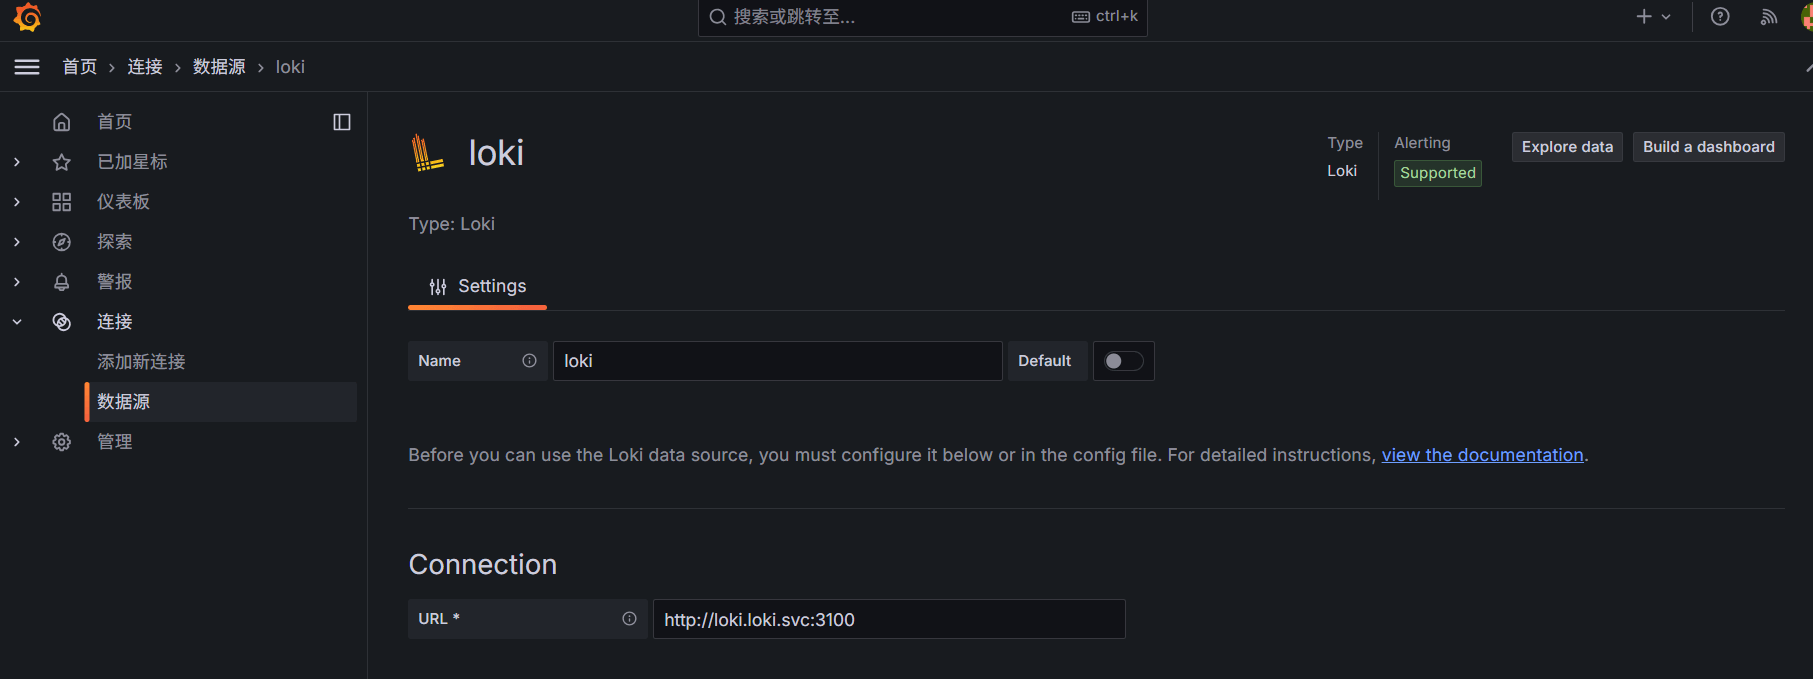 搜索或跳转至...
ctrl+k
首页 › 连接 › 数据源 › loki
首页
已加星标
仪表板
探索
警报
连接
添加新连接
数据源
管理
loki
Type
Loki
Alerting
Supported
Explore data
Build a dashboard
Type: Loki
Settings
Name
loki
Default
Before you can use the Loki data source, you must configure it below or in the config file. For detailed instructions, view the documentation.
Connection
URL *
http://loki.loki.svc:3100